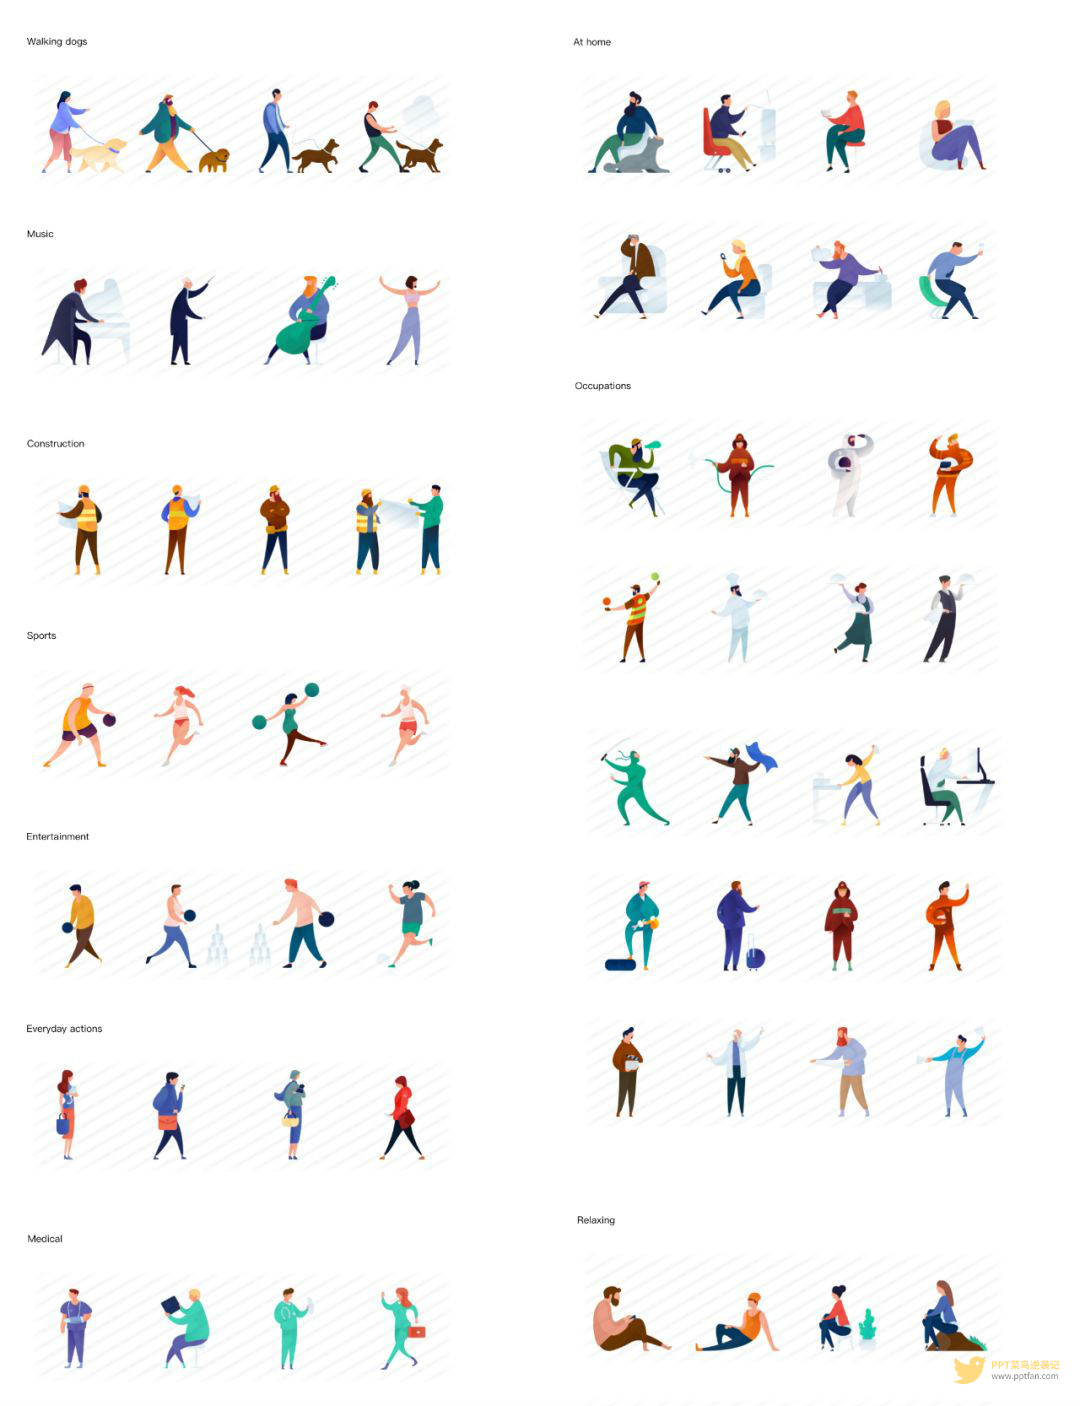 Walking dogs
Music
Construction
Sports
Entertainment
Everyday actions
Medical
At home
Occupations
Relaxing
PPT菜鸟逆袭记
www.pptfan.com